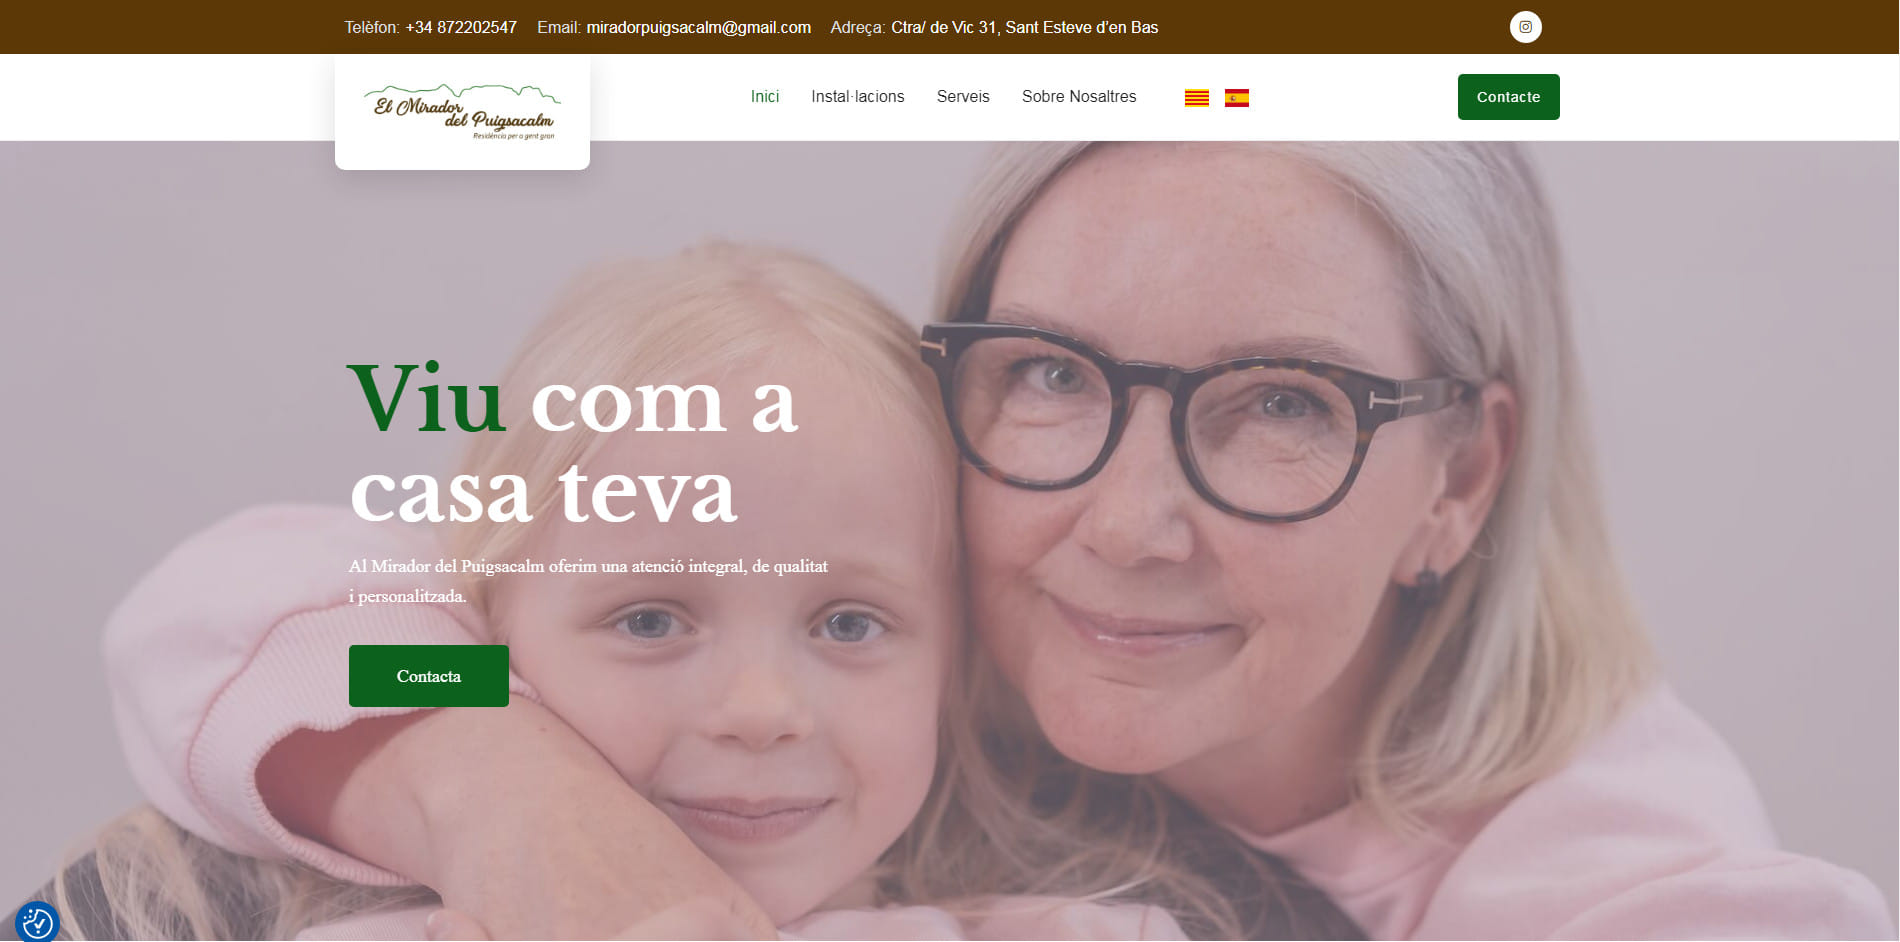 Telèfon: +34 872202547 Email: miradorpuigsacalm@gmail.com Adreça: Ctra/ de Vic 31, Sant Esteve d’en Bas
El Mirador
del Puigsacalm
Residència per a gent gran
Inici Instal·lacions Serveis Sobre Nosaltres
Contacte
Viu com a
casa teva
Al Mirador del Puigsacalm oferim una atenció integral, de qualitat
i personalitzada.
Contacta